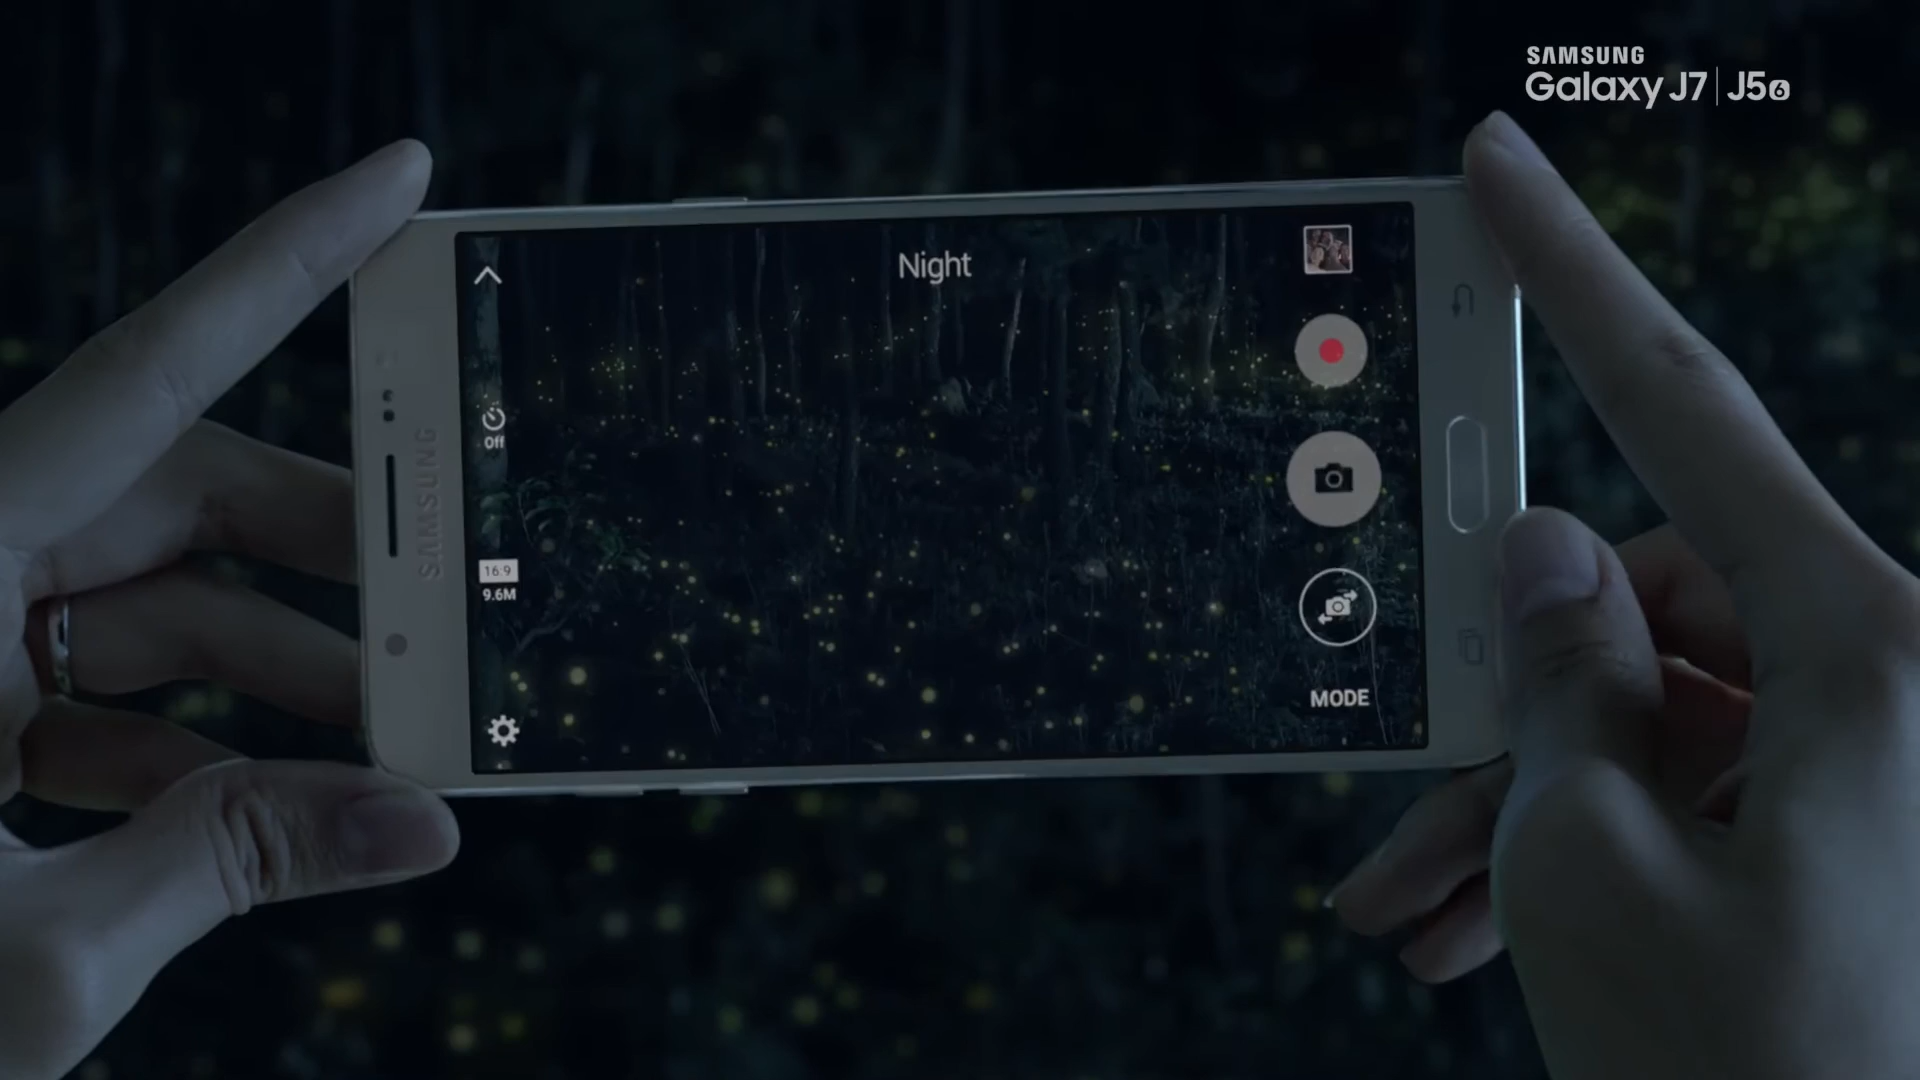 SAMSUNG
Galaxy J7 | J5 6
Night
Off
SAMSUNG
16:9
9.6M
MODE